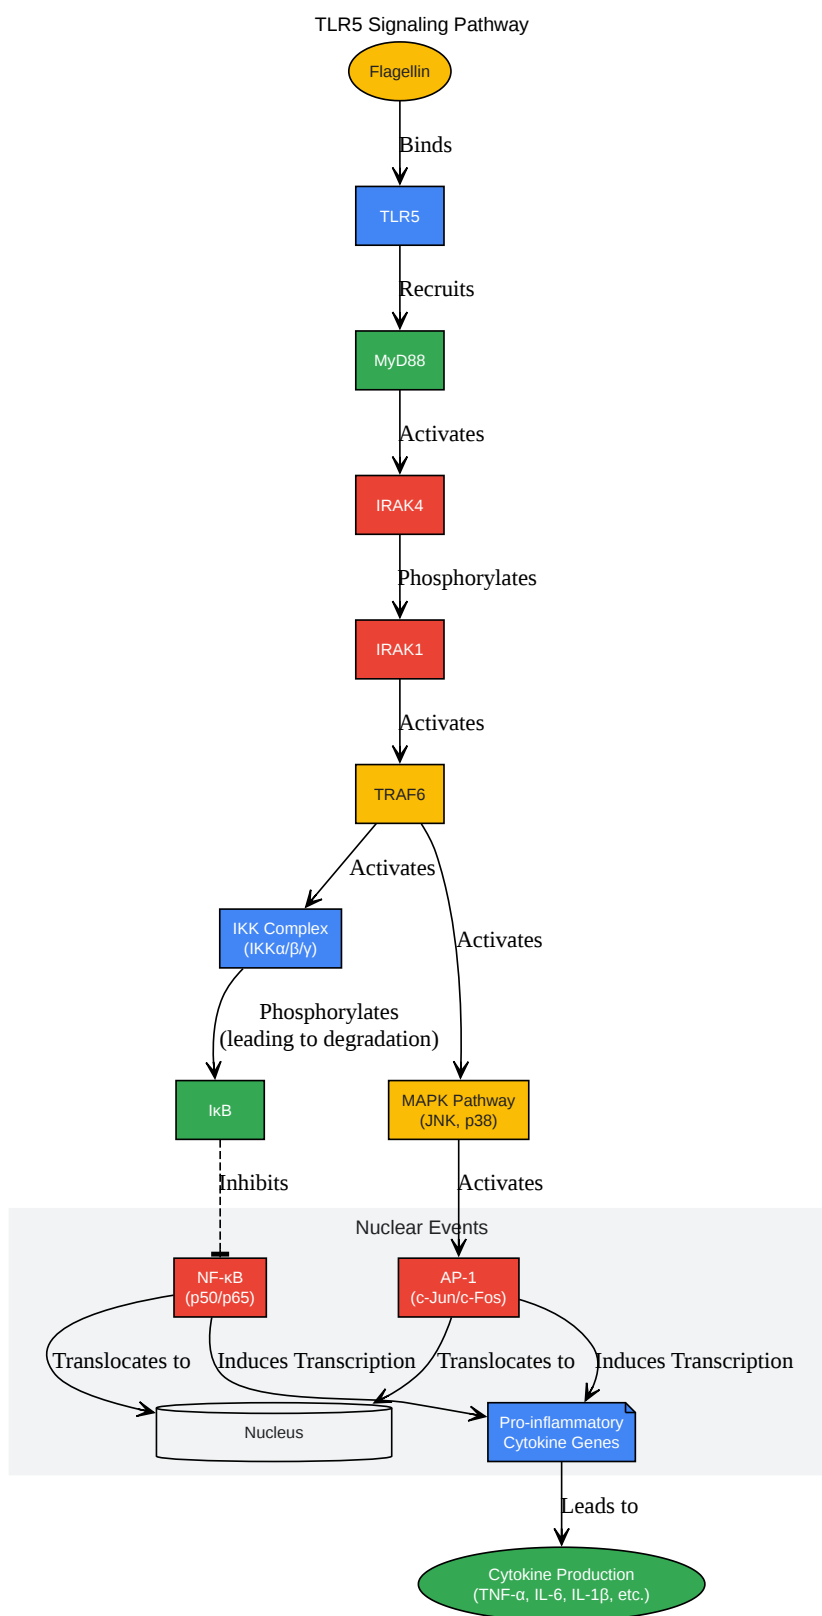 TLR5 Signaling Pathway
Flagellin
Binds
TLR5
Recruits
MyD88
Activates
IRAK4
Phosphorylates
IRAK1
Activates
TRAF6
Activates
IKK Complex
(IKKα/β/γ)
Activates
Phosphorylates
(leading to degradation)
IκB
MAPK Pathway
(JNK, p38)
Inhibits
Activates
Nuclear Events
NF-κB
(p50/p65)
AP-1
(c-Jun/c-Fos)
Translocates to
Induces Transcription
Translocates to
Induces Transcription
Nucleus
Pro-inflammatory
Cytokine Genes
Leads to
Cytokine Production
(TNF-α, IL-6, IL-1β, etc.)